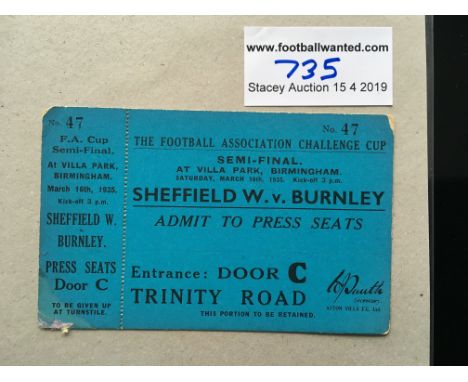 www.footballwanted.com
735
Stacey Auction 15 4 2019
No. 47
F.A. Cup
Semi-Final.
AT VILLA PARK,
BIRMINGHAM.
March 16th, 1935.
Kick-off 3 p.m.
SHEFFIELD W.
v.
BURNLEY.
PRESS SEATS
Door C
TO BE GIVEN UP
AT TURNSTILE.
No. 47
THE FOOTBALL ASSOCIATION CHALLENGE CUP
SEMI-FINAL.
AT VILLA PARK, BIRMINGHAM.
SATURDAY, MARCH 16th, 1935. Kick-off 3 p.m.
SHEFFIELD W. v. BURNLEY
ADMIT TO PRESS SEATS
Entrance: DOOR C
TRINITY ROAD
THIS PORTION TO BE RETAINED.
SECRETARY,
ASTON VILLA F.C. Ltd.